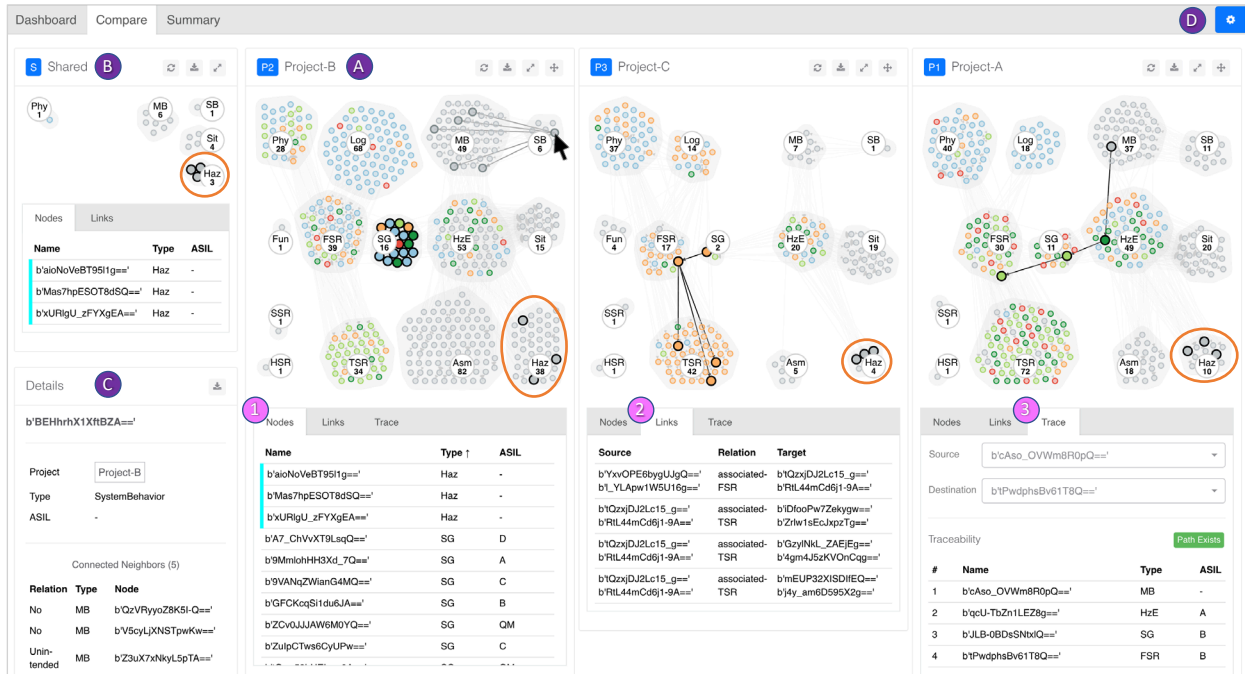 Dashboard Compare Summary D
S Shared B
Phy
1
MB
6
SB
1
Sit
4
Haz
3
Nodes Links
Name Type ASIL
b'aioNoVeBT95l1g==' Haz -
b'Mas7hpESOT8dSQ==' Haz -
b'xURlgU_zFYXgEA==' Haz -
Details C
b'BEHhrhX1XftBZA=='
Project Project-B
Type SystemBehavior
ASIL -
Connected Neighbors (5)
Relation Type Node
No MB b'QzVRyyoZ8K5I-Q=='
No MB b'V5cyLjXNSTpwKw=='
Unin-
tended MB b'Z3uX7xNkyL5pTA=='
P2 Project-B A
Phy
28
Log
68
MB
49
SB
6
Fun
1
FSR
39
SG
16
HzE
53
Sit
15
SSR
1
HSR
1
TSR
34
Asm
82
Haz
38
1
Nodes Links Trace
Name Type ↑ ASIL
b'aioNoVeBT95l1g==' Haz -
b'Mas7hpESOT8dSQ==' Haz -
b'xURlgU_zFYXgEA==' Haz -
b'A7_ChVvXT9LsqQ==' SG D
b'9MmlohHH3Xd_7Q==' SG A
b'9VANqZWianG4MQ==' SG C
b'GFCKcqSi1du6JA==' SG B
b'ZCv0JJJAW6M0YQ==' SG QM
b'ZuIpCTws6CyUPw==' SG C
P3 Project-C
Phy
37
Log
14
MB
7
SB
1
Fun
4
FSR
17
SG
2
HzE
20
Sit
19
SSR
1
HSR
1
TSR
42
Asm
5
Haz
4
2
Nodes Links Trace
Source Relation Target
b'YxvOPE6bygUJgQ==' associated- b'tQzxjDJ2Lc15_g=='
b'l_YLApw1W5U16g==' FSR b'RtL44mCd6j1-9A=='
b'tQzxjDJ2Lc15_g==' associated- b'iDfooPw7Zekygw=='
b'RtL44mCd6j1-9A==' TSR b'Zrlw1sEcJxpzTg=='
b'tQzxjDJ2Lc15_g==' associated- b'GzylNkL_ZAEjEg=='
b'RtL44mCd6j1-9A==' TSR b'4gm4J5zKVOnCqg=='
b'tQzxjDJ2Lc15_g==' associated- b'mEUP32XISDIfEQ=='
b'RtL44mCd6j1-9A==' TSR b'j4y_am6D595X2g=='
P1 Project-A
Phy
40
Log
18
MB
37
SB
11
FSR
30
SG
11
HzE
49
Sit
20
SSR
1
HSR
1
TSR
72
Asm
18
Haz
10
3
Nodes Links Trace
Source b'cAso_OVWm8R0pQ=='
Destination b'tPwdphsBv61T8Q=='
Traceability Path Exists
# Name Type ASIL
1 b'cAso_OVWm8R0pQ==' MB -
2 b'qcU-TbZn1LEZ8g==' HzE A
3 b'JLB-0BDsSNtxlQ==' SG B
4 b'tPwdphsBv61T8Q==' FSR B